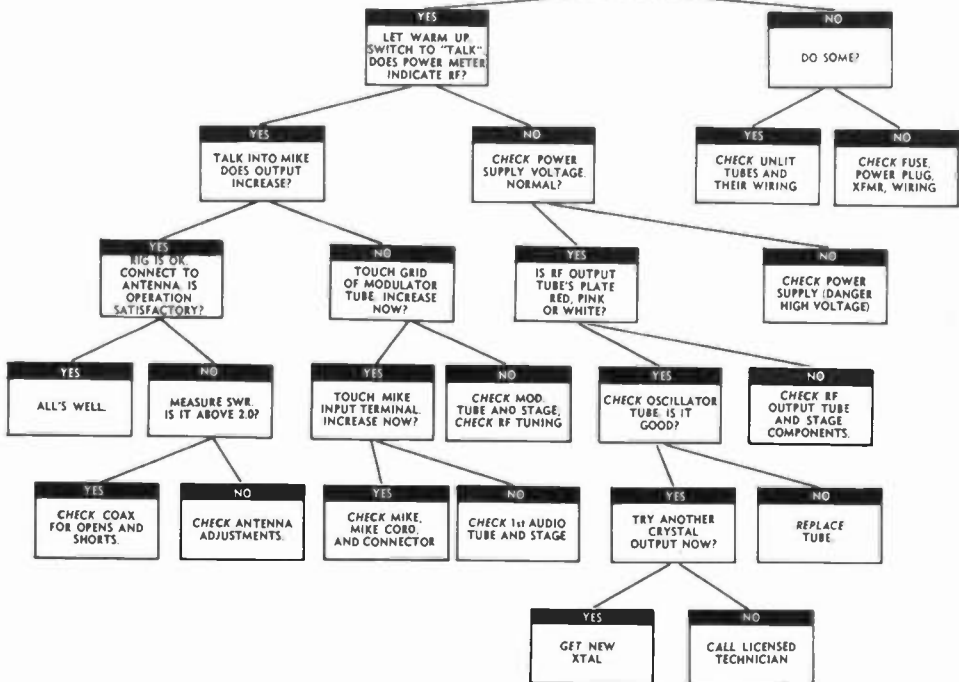 YES
LET WARM UP.
SWITCH TO "TALK".
DOES POWER METER
INDICATE RF?
NO
DO SOME?
YES
TALK INTO MIKE
DOES OUTPUT
INCREASE?
NO
CHECK POWER
SUPPLY VOLTAGE.
NORMAL?
YES
CHECK UNLIT
TUBES AND
THEIR WIRING
NO
CHECK FUSE,
POWER PLUG,
XFMR, WIRING
YES
RIG IS OK.
CONNECT TO
ANTENNA. IS
OPERATION
SATISFACTORY?
NO
TOUCH GRID
OF MODULATOR
TUBE. INCREASE
NOW?
YES
IS RF OUTPUT
TUBE'S PLATE
RED, PINK
OR WHITE?
NO
CHECK POWER
SUPPLY (DANGER
HIGH VOLTAGE)
YES
ALL'S WELL.
NO
MEASURE SWR.
IS IT ABOVE 2.0?
YES
TOUCH MIKE
INPUT TERMINAL.
INCREASE NOW?
NO
CHECK MOD.
TUBE AND STAGE,
CHECK RF TUNING
YES
CHECK OSCILLATOR
TUBE. IS IT
GOOD?
NO
CHECK RF
OUTPUT TUBE
AND STAGE
COMPONENTS.
YES
CHECK COAX
FOR OPENS AND
SHORTS.
NO
CHECK ANTENNA
ADJUSTMENTS.
YES
CHECK MIKE,
MIKE CORD,
AND CONNECTOR
NO
CHECK 1st AUDIO
TUBE AND STAGE
YES
TRY ANOTHER
CRYSTAL
OUTPUT NOW?
NO
REPLACE
TUBE.
YES
GET NEW
XTAL
NO
CALL LICENSED
TECHNICIAN